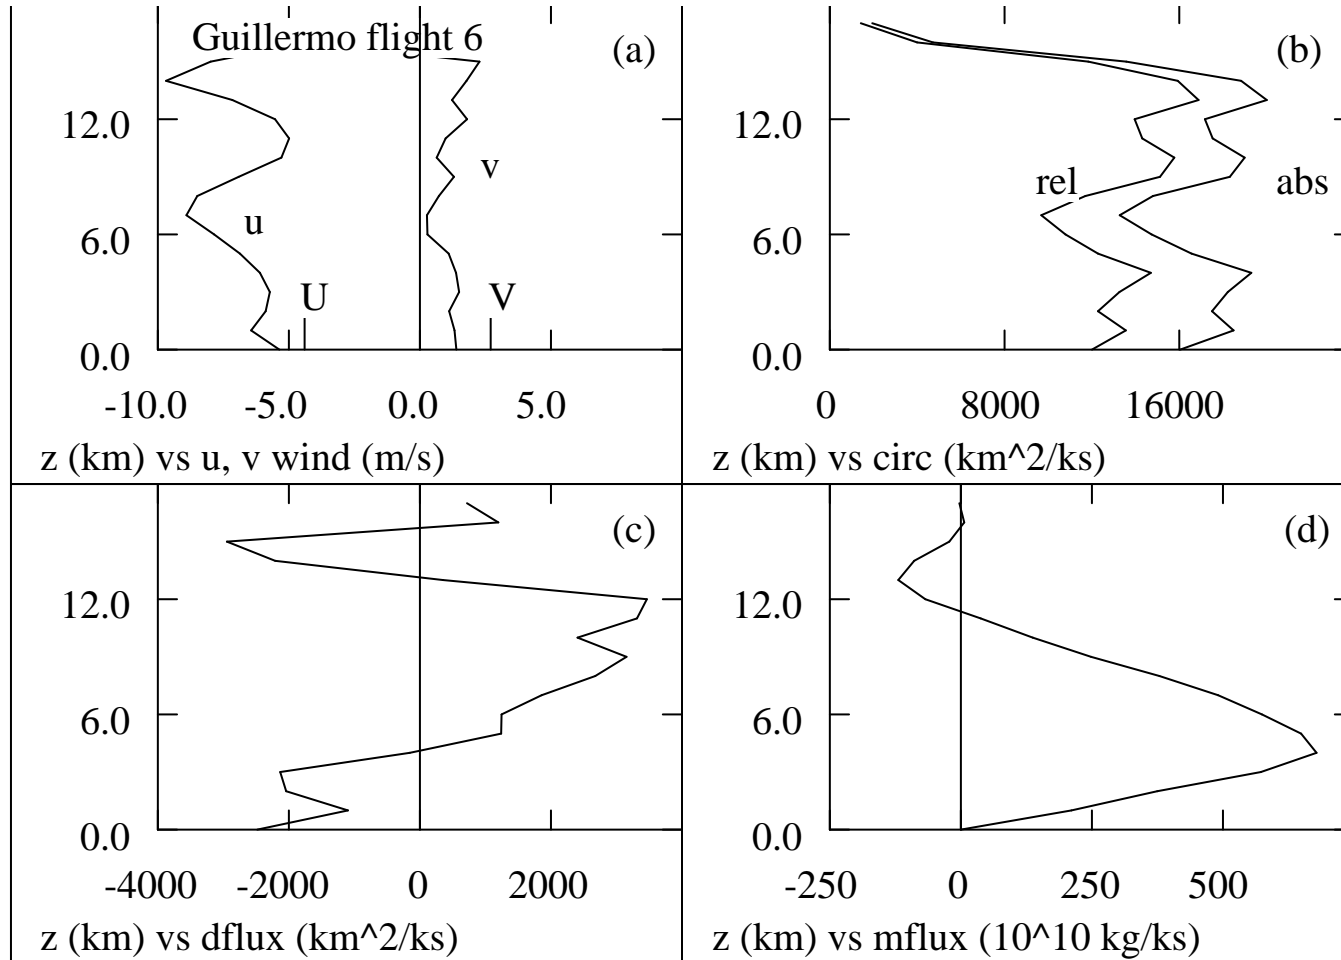 Guillermo flight 6
(a)
12.0
6.0
0.0
u
v
U
V
-10.0 -5.0 0.0 5.0
z (km) vs u, v wind (m/s)
(b)
12.0
6.0
0.0
rel
abs
0 8000 16000
z (km) vs circ (km^2/ks)
(c)
12.0
6.0
0.0
-4000 -2000 0 2000
z (km) vs dflux (km^2/ks)
(d)
12.0
6.0
0.0
-250 0 250 500
z (km) vs mflux (10^10 kg/ks)